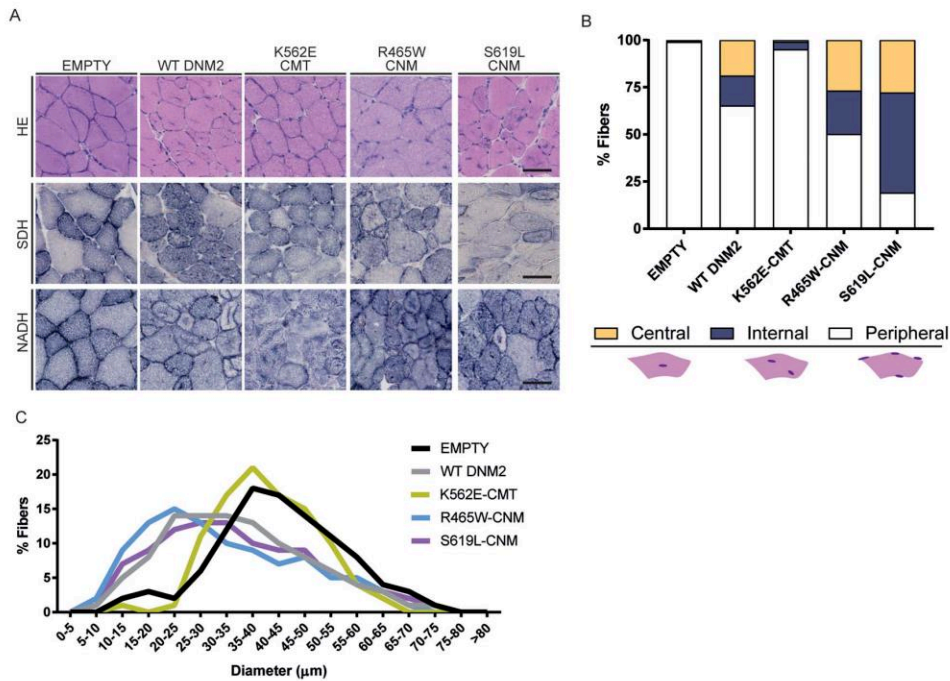 A
EMPTY
WT DNM2
K562E
CMT
R465W
CNM
S619L
CNM
HE
SDH
NADH
B
% Fibers
100
75
50
25
0
EMPTY
WT DNM2
K562E-CMT
R465W-CNM
S619L-CNM
Central
Internal
Peripheral
C
% Fibers
25
20
15
10
5
0
EMPTY
WT DNM2
K562E-CMT
R465W-CNM
S619L-CNM
0-5
5-10
10-15
15-20
20-25
25-30
30-35
35-40
40-45
45-50
50-55
55-60
60-65
65-70
70-75
75-80
>80
Diameter (μm)